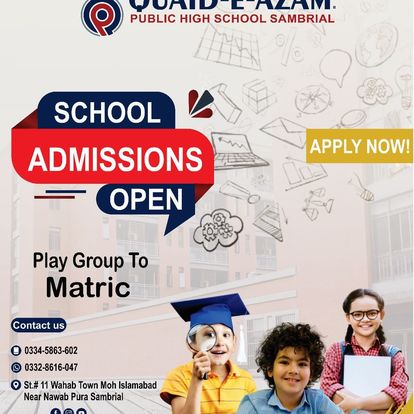 QUAID-E-AZAM
PUBLIC HIGH SCHOOL SAMBRIAL
SCHOOL
ADMISSIONS
OPEN
APPLY NOW!
Play Group To
Matric
Contact us
0334-5863-602
0332-8616-047
St.# 11 Wahab Town Moh Islamabad
Near Nawab Pura Sambrial